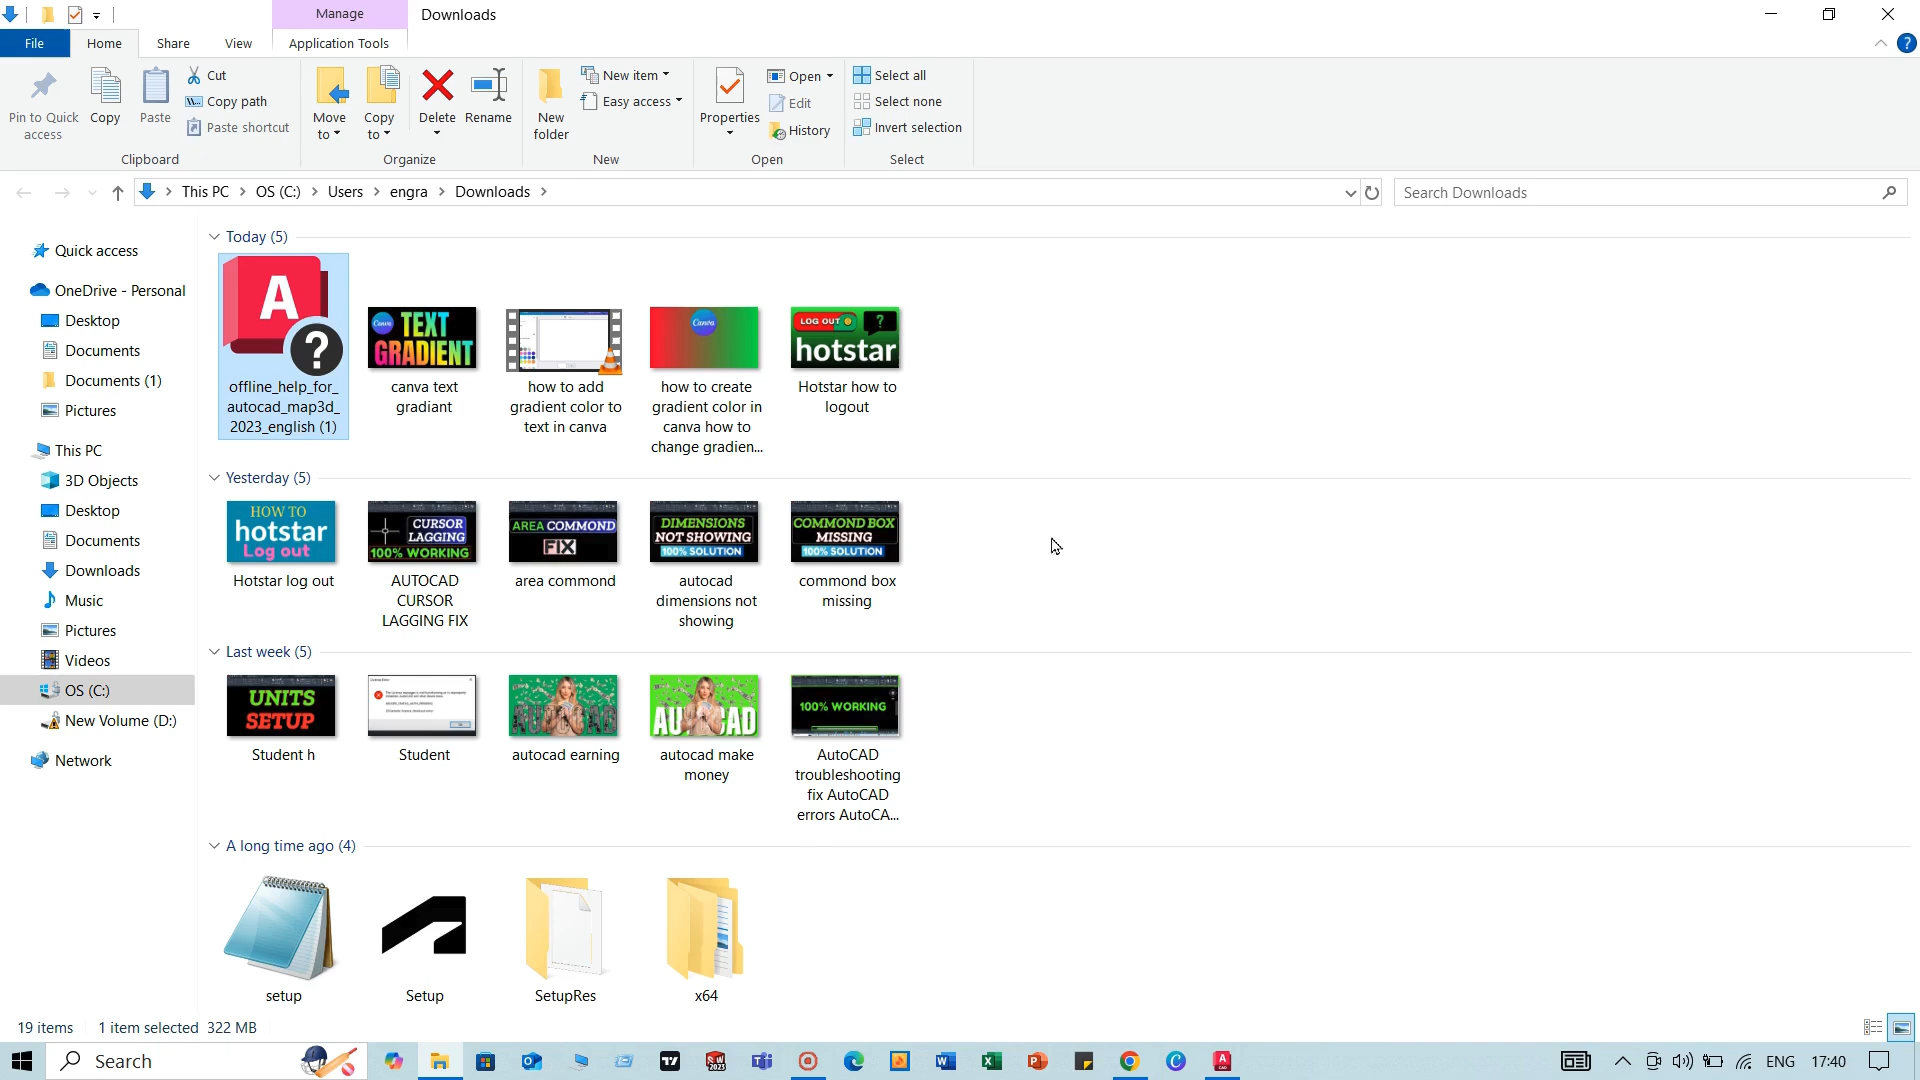 Manage
Downloads
File
Home
Share
View
Application Tools
Pin to Quick access
Copy
Paste
Cut
Copy path
Paste shortcut
Clipboard
Move to
Copy to
Delete
Rename
Organize
New folder
New item
Easy access
New
Properties
Open
Edit
History
Open
Select all
Select none
Invert selection
Select
This PC
OS (C:)
Users
engra
Downloads
Search Downloads
Quick access
OneDrive - Personal
Desktop
Documents
Documents (1)
Pictures
This PC
3D Objects
Desktop
Documents
Downloads
Music
Pictures
Videos
OS (C:)
New Volume (D:)
Network
Today (5)
A
?
offline_help_for_
autocad_map3d_
2023_english (1)
Canva
TEXT
GRADIENT
canva text
gradiant
how to add
gradient color to
text in canva
Canva
how to create
gradient color in
canva how to
change gradien...
LOG OUT
?
hotstar
Hotstar how to
logout
Yesterday (5)
HOW TO
hotstar
Log out
Hotstar log out
CURSOR
LAGGING
100% WORKING
AUTOCAD
CURSOR
LAGGING FIX
AREA COMMOND
FIX
area commond
DIMENSIONS
NOT SHOWING
100% SOLUTION
autocad
dimensions not
showing
COMMOND BOX
MISSING
100% SOLUTION
commond box
missing
Last week (5)
UNITS
SETUP
Student h
Student
AUTOCAD
autocad earning
AUTOCAD
autocad make
money
100% WORKING
AutoCAD
troubleshooting
fix AutoCAD
errors AutoCA...
A long time ago (4)
setup
Setup
SetupRes
x64
19 items
1 item selected
322 MB
Search
ENG
17:40